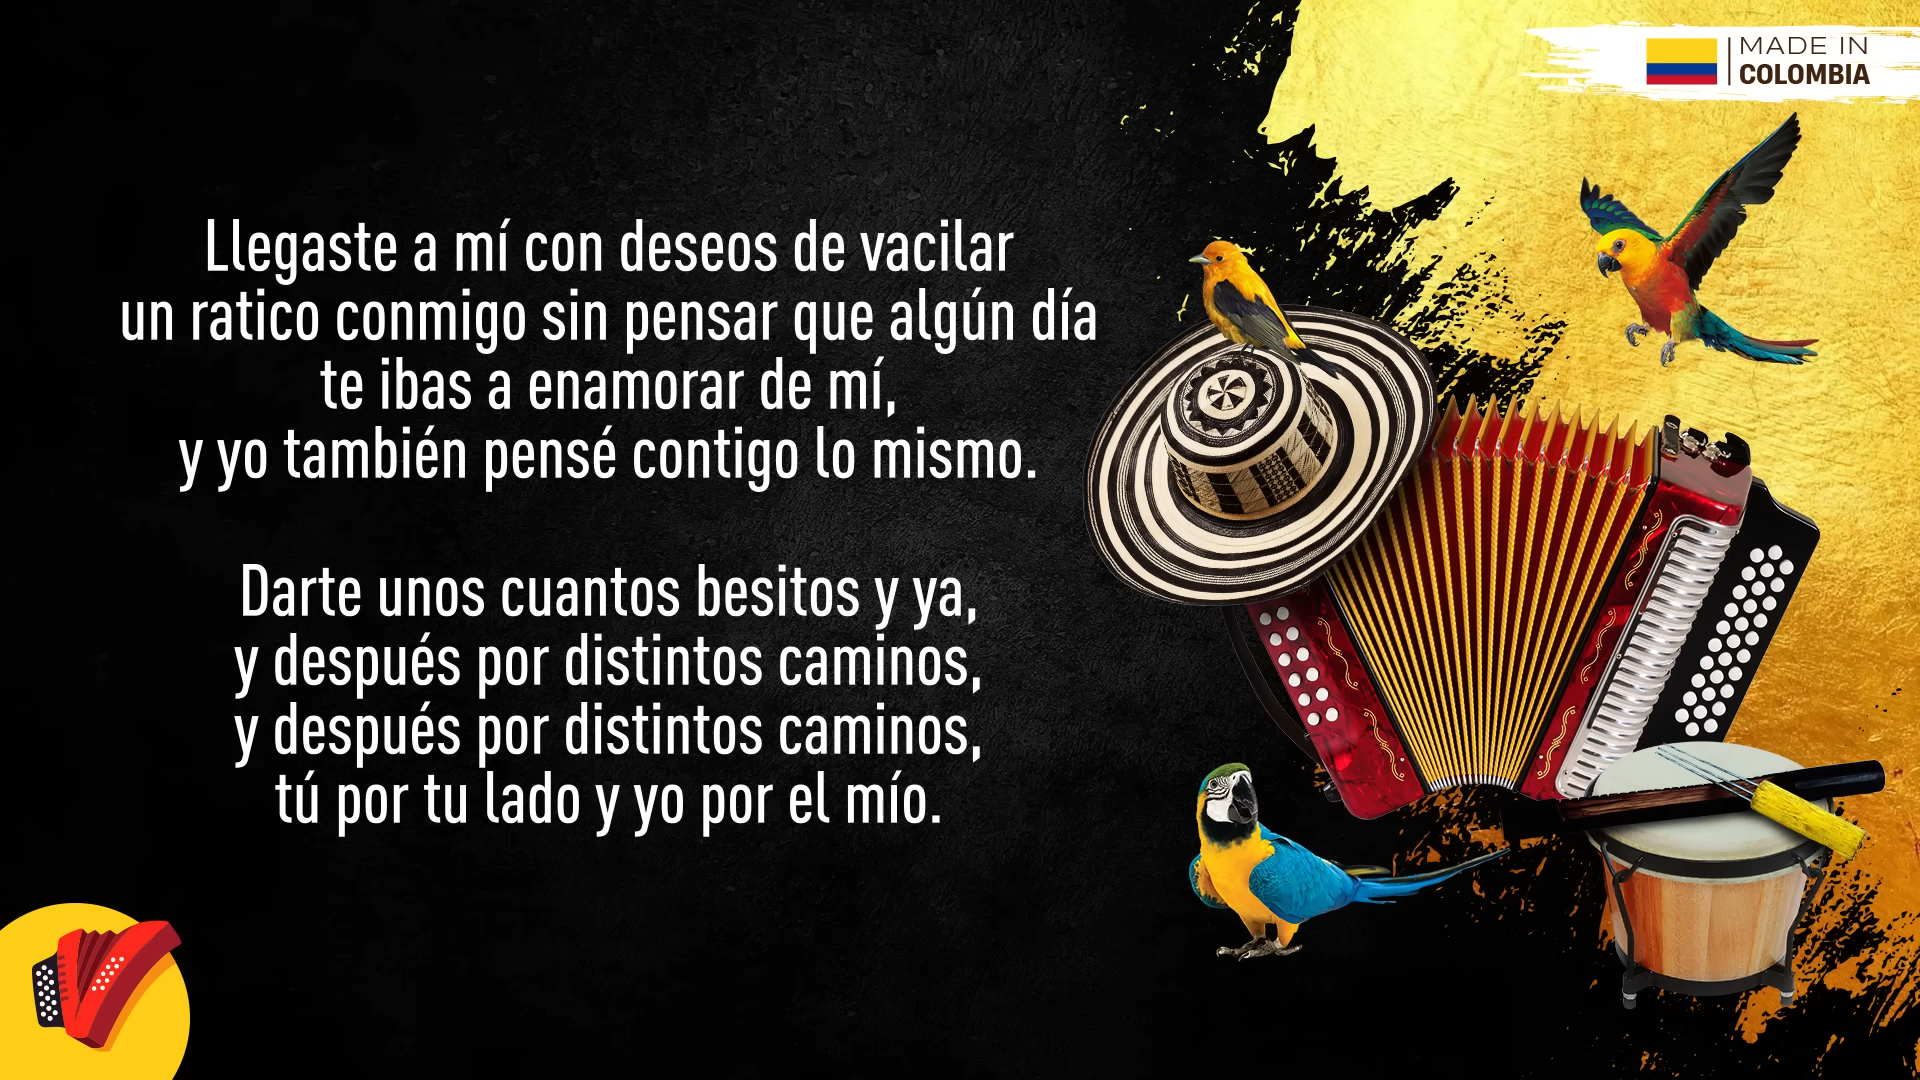 MADE IN
COLOMBIA
Llegaste a mí con deseos de vacilar
un ratico conmigo sin pensar que algún día
te ibas a enamorar de mí,
y yo también pensé contigo lo mismo.
Darte unos cuantos besitos y ya,
y después por distintos caminos,
y después por distintos caminos,
tú por tu lado y yo por el mío.